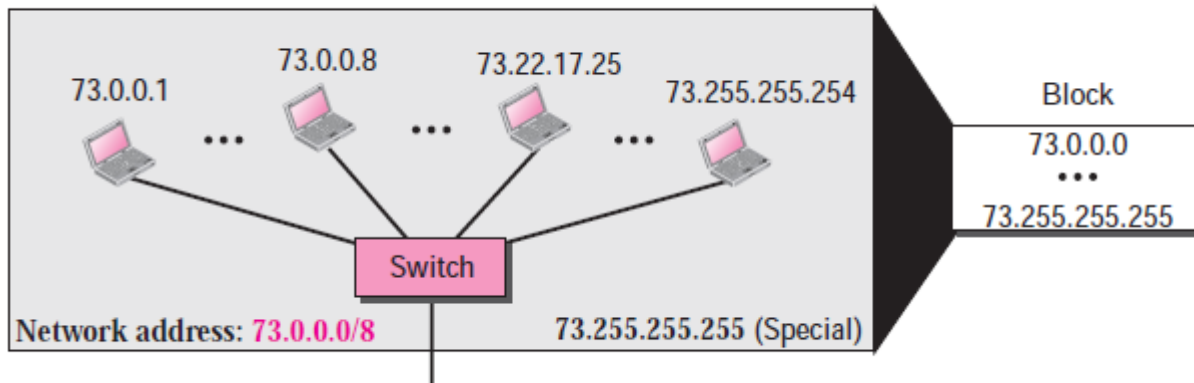 73.0.0.1
73.0.0.8
73.22.17.25
73.255.255.254
•••
•••
•••
Switch
Network address: 73.0.0.0/8
73.255.255.255 (Special)
Block
73.0.0.0
•••
73.255.255.255